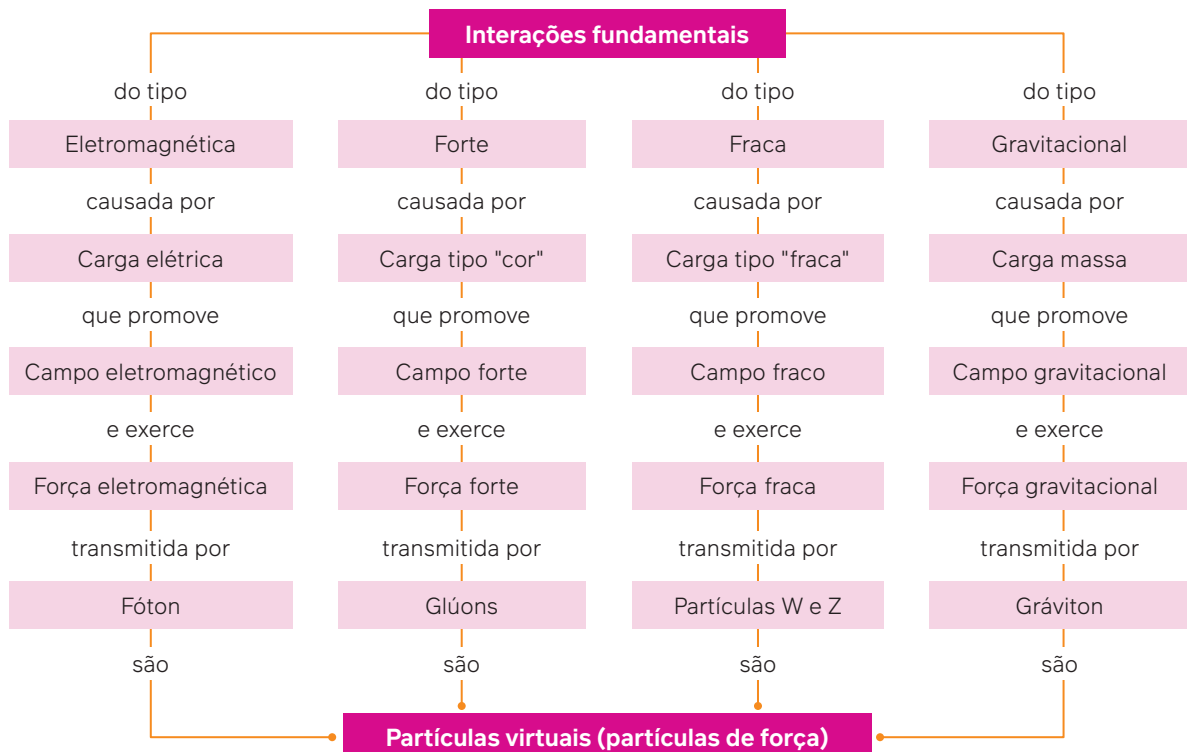 Interações fundamentais
do tipo do tipo do tipo do tipo
Eletromagnética Forte Fraca Gravitacional
causada por causada por causada por causada por
Carga elétrica Carga tipo "cor" Carga tipo "fraca" Carga massa
que promove que promove que promove que promove
Campo eletromagnético Campo forte Campo fraco Campo gravitacional
e exerce e exerce e exerce e exerce
Força eletromagnética Força forte Força fraca Força gravitacional
transmitida por transmitida por transmitida por transmitida por
Fóton Glúons Partículas W e Z Gráviton
são são são são
Partículas virtuais (partículas de força)